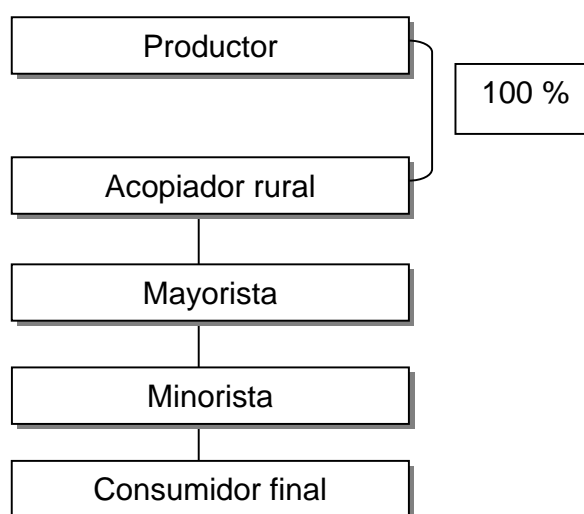 Productor
100 %
Acopiador rural
Mayorista
Minorista
Consumidor final